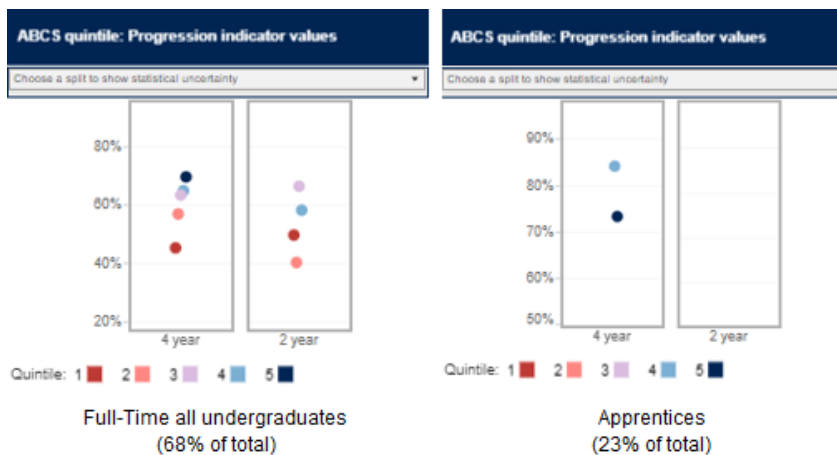 ABCS quintile: Progression indicator values
Choose a split to show statistical uncertainty
80%
60%
40%
20%
4 year
2 year
Quintile: 1 2 3 4 5
Full-Time all undergraduates
(68% of total)
ABCS quintile: Progression indicator values
Choose a split to show statistical uncertainty
90%
80%
70%
60%
50%
4 year
2 year
Quintile: 1 2 3 4 5
Apprentices
(23% of total)